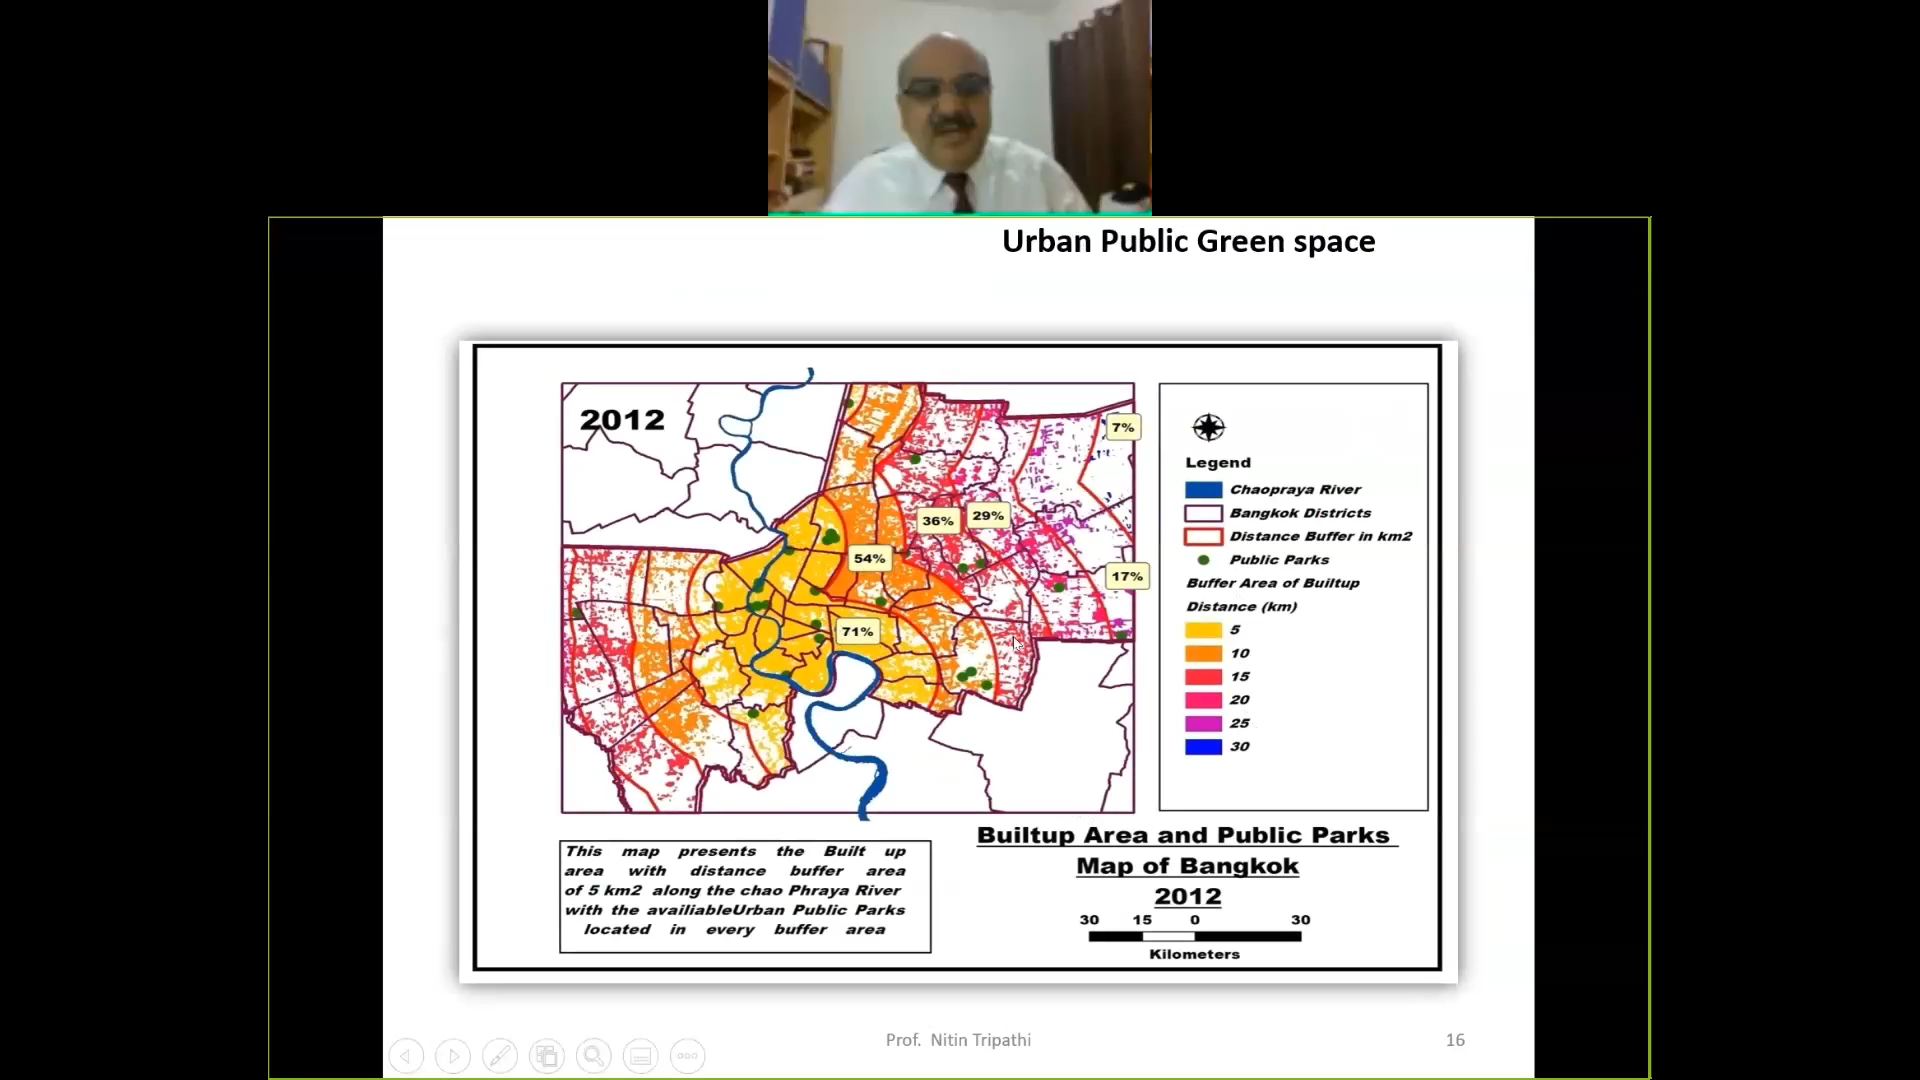 Urban Public Green space
2012
7%
36%
29%
54%
17%
71%
Legend
Chaopraya River
Bangkok Districts
Distance Buffer in km2
Public Parks
Buffer Area of Builtup
Distance (km)
5
10
15
20
25
30
This map presents the Built up
area with distance buffer area
of 5 km2 along the chao Phraya River
with the availiableUrban Public Parks
located in every buffer area
Builtup Area and Public Parks
Map of Bangkok
2012
30 15 0 30
Kilometers
Prof. Nitin Tripathi
16